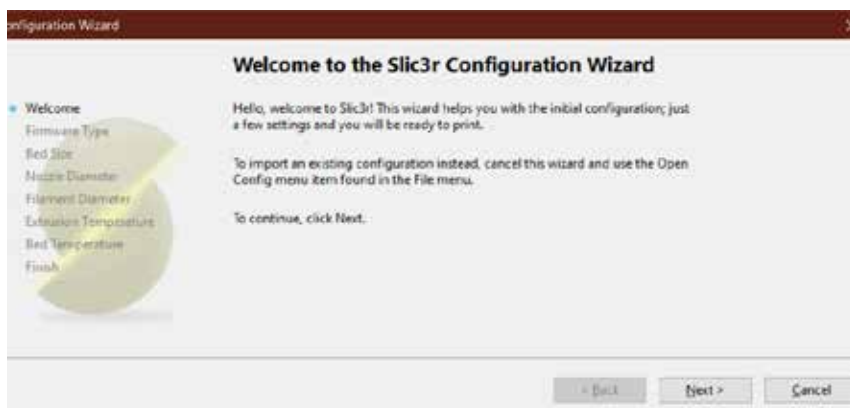 onfiguration Wizard
Welcome to the Slic3r Configuration Wizard
Welcome
Firmware Type
Bed Size
Nozzle Diameter
Filament Diameter
Extrusion Temperature
Bed Temperature
Finish
Hello, welcome to Slic3r! This wizard helps you with the initial configuration; just
a few settings and you will be ready to print.
To import an existing configuration instead, cancel this wizard and use the Open
Config menu item found in the File menu.
To continue, click Next.
< Back
Next >
Cancel